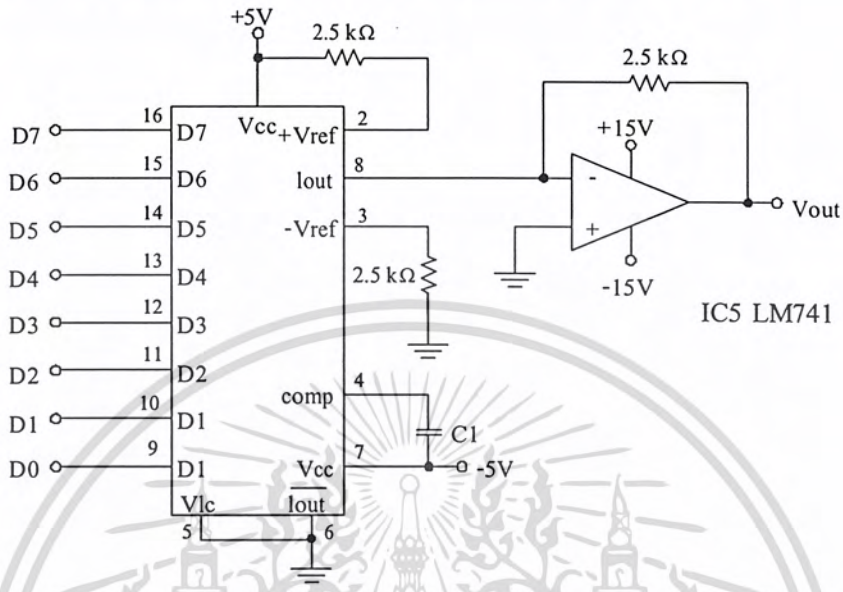 +5V
2.5 kΩ
2.5 kΩ
16
D7
D7
Vcc
+Vref
2
+15V
15
D6
D6
Iout
8
-
Vout
14
D5
D5
-Vref
3
+
13
D4
D4
2.5 kΩ
-15V
12
D3
D3
IC5 LM741
11
D2
D2
4
10
D1
D1
comp
C1
9
D0
D1
Vcc
7
-5V
Vlc
Iout
5
6